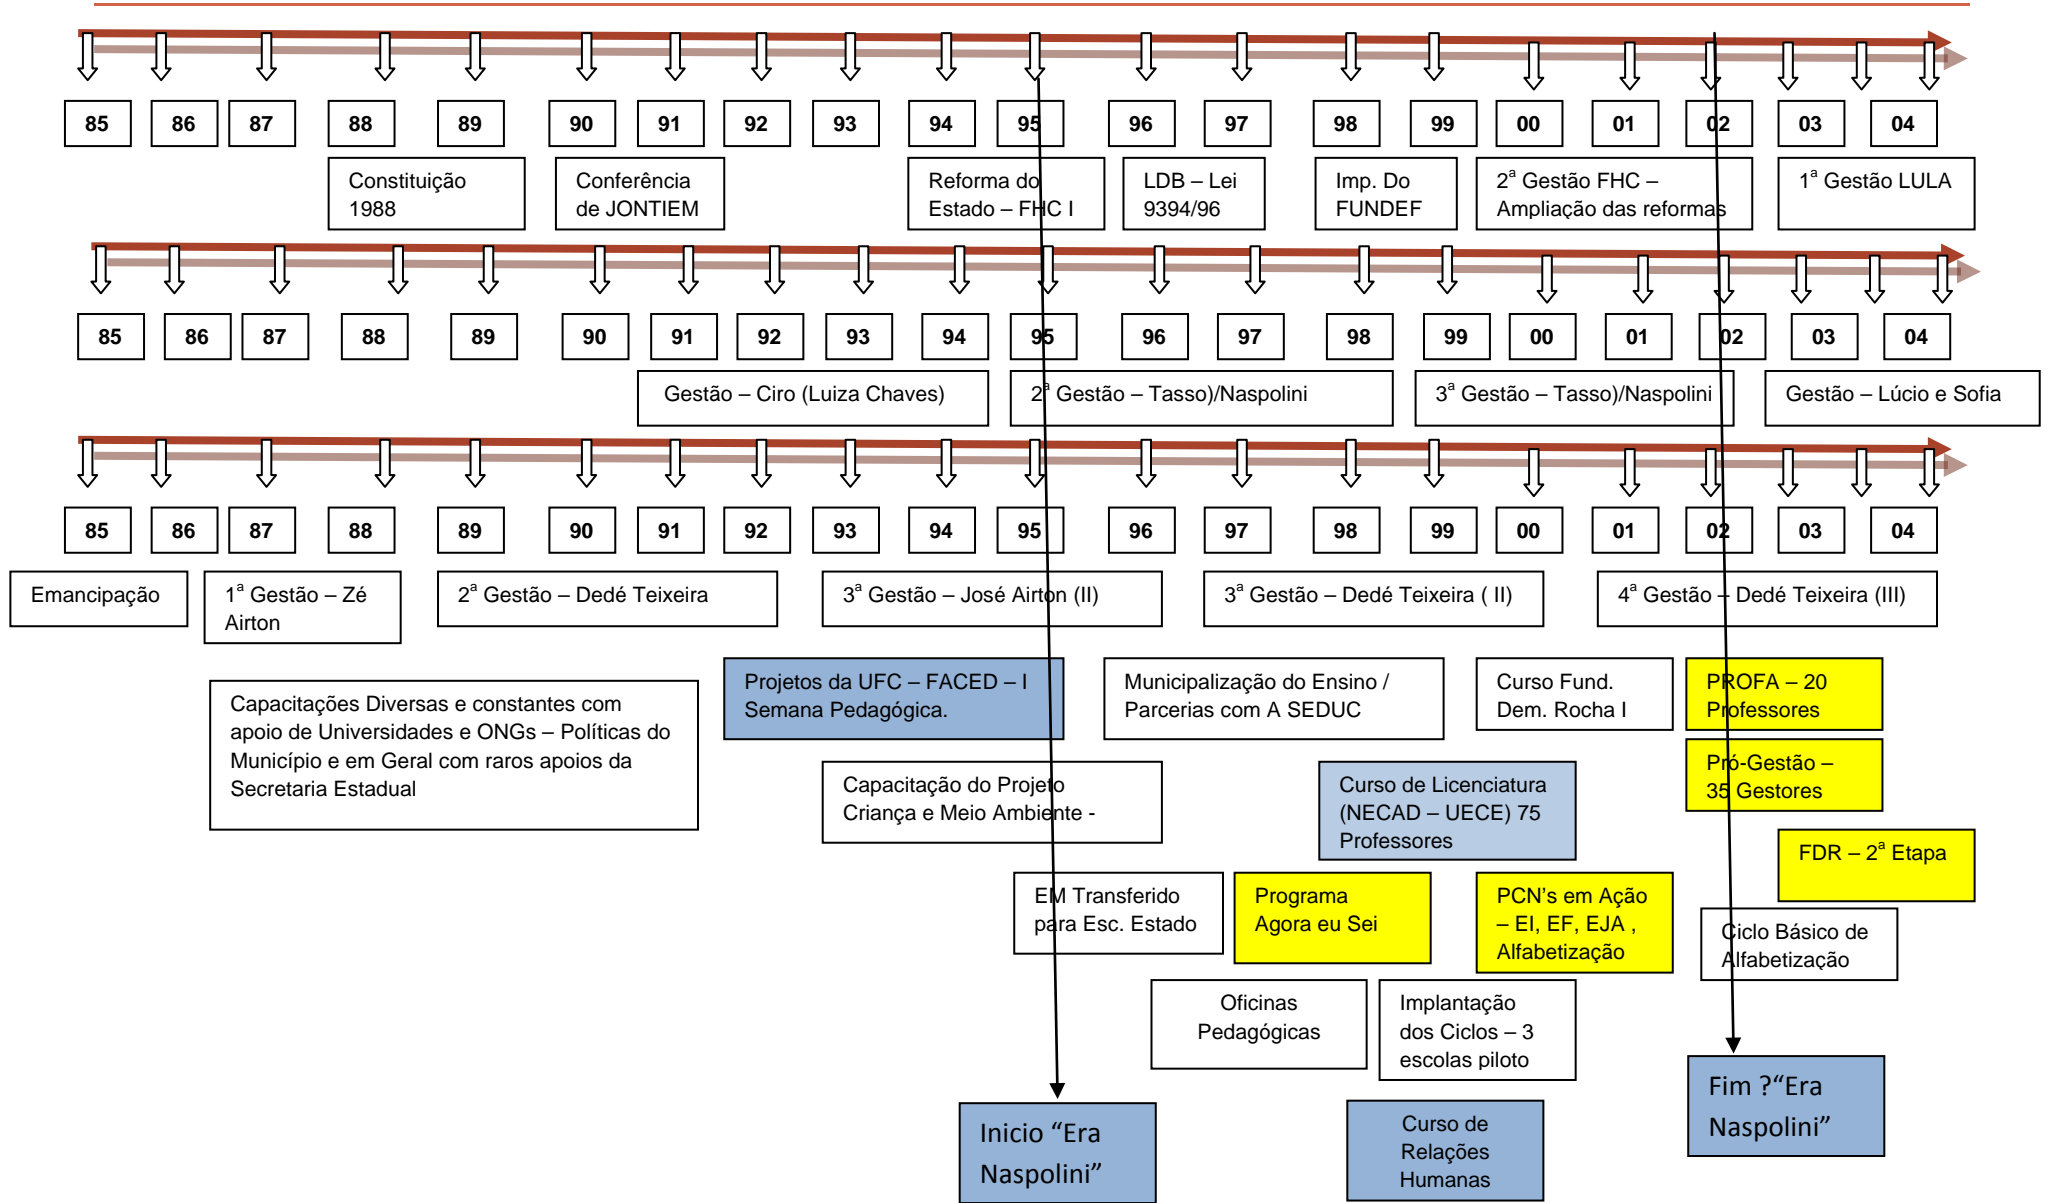 85 86 87 88 89 90 91 92 93 94 95 96 97 98 99 00 01 02 03 04
Constituição
1988
Conferência
de JONTIEM
Reforma do
Estado – FHC I
LDB – Lei
9394/96
Imp. Do
FUNDEF
2ª Gestão FHC –
Ampliação das reformas
1ª Gestão LULA
85 86 87 88 89 90 91 92 93 94 95 96 97 98 99 00 01 02 03 04
Gestão – Ciro (Luiza Chaves)
2ª Gestão – Tasso)/Naspolini
3ª Gestão – Tasso)/Naspolini
Gestão – Lúcio e Sofia
85 86 87 88 89 90 91 92 93 94 95 96 97 98 99 00 01 02 03 04
Emancipação
1ª Gestão – Zé
Airton
2ª Gestão – Dedé Teixeira
3ª Gestão – José Airton (II)
3ª Gestão – Dedé Teixeira ( II)
4ª Gestão – Dedé Teixeira (III)
Capacitações Diversas e constantes com
apoio de Universidades e ONGs – Políticas do
Município e em Geral com raros apoios da
Secretaria Estadual
Projetos da UFC – FACED – I
Semana Pedagógica.
Municipalização do Ensino /
Parcerias com A SEDUC
Curso Fund.
Dem. Rocha I
PROFA – 20
Professores
Pró-Gestão –
35 Gestores
Capacitação do Projeto
Criança e Meio Ambiente -
Curso de Licenciatura
(NECAD – UECE) 75
Professores
FDR – 2ª Etapa
EM Transferido
para Esc. Estado
Programa
Agora eu Sei
PCN's em Ação
– EI, EF, EJA ,
Alfabetização
Ciclo Básico de
Alfabetização
Oficinas
Pedagógicas
Implantação
dos Ciclos – 3
escolas piloto
Inicio “Era
Naspolini”
Curso de
Relações
Humanas
Fim ?“Era
Naspolini”